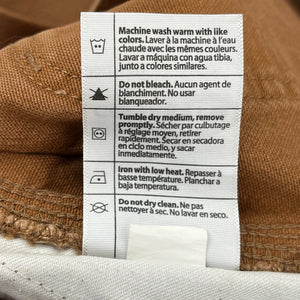 Machine wash warm with like
colors. Laver à la machine à l'eau
chaude avec les mêmes couleurs.
Lavar a máquina con agua tibia,
junto a colores similares.
Do not bleach. Aucun agent de
blanchiment. No usar
blanqueador.
Tumble dry medium, remove
promptly. Sécher par culbutage
à réglage moyen, retirer
rapidement. Secar en secadora
en ciclo medio, y sacar
inmediatamente.
Iron with low heat. Repasser à
basse température. Planchar a
baja temperatura.
Do not dry clean. Ne pas
nettoyer à sec. No lavar en seco.